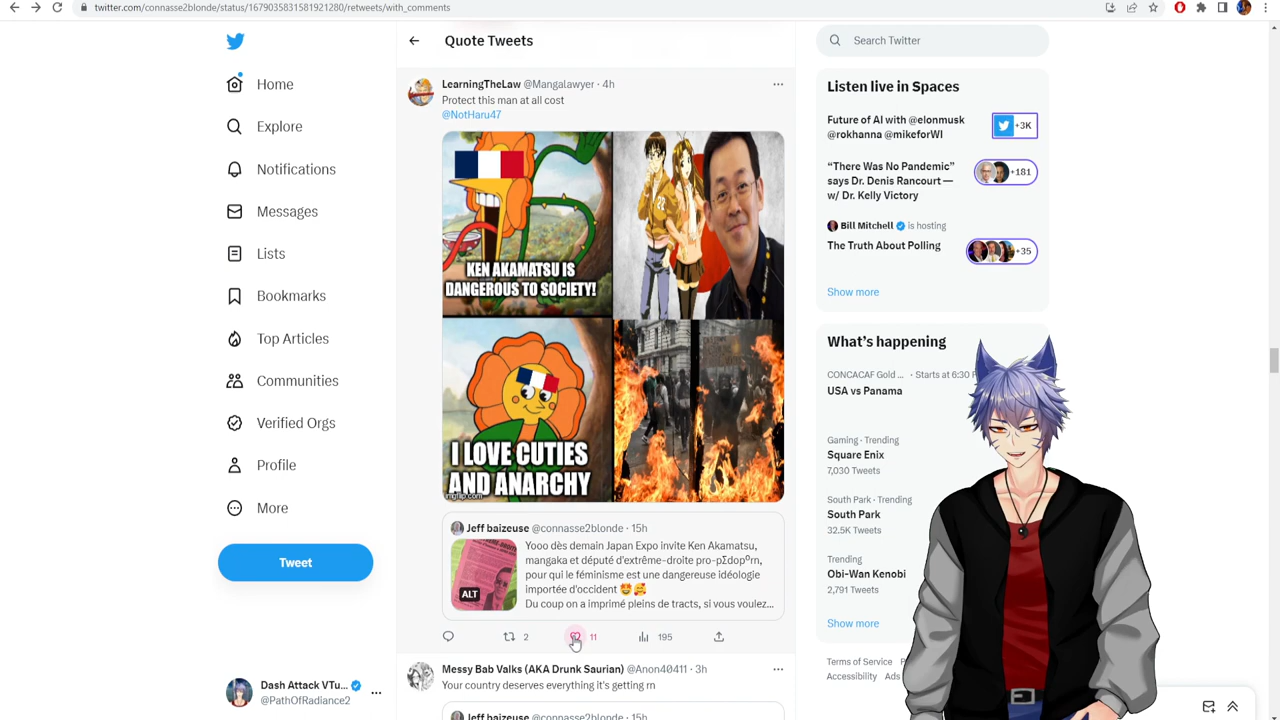 twitter.com/connasse2blonde/status/1679035831581921280/retweets/with_comments
Home
Explore
Notifications
Messages
Lists
Bookmarks
Top Articles
Communities
Verified Orgs
Profile
More
Tweet
Dash Attack VTu...
@PathOfRadiance2
Quote Tweets
LearningTheLaw @Mangalawyer · 4h
Protect this man at all cost
@NotHaru47
KEN AKAMATSU IS
DANGEROUS TO SOCIETY!
I LOVE CUTIES
AND ANARCHY
imgflip.com
Jeff baizeuse @connasse2blonde · 15h
Yooo dès demain Japan Expo invite Ken Akamatsu,
mangaka et député d'extrême-droite pro-pΣdopºrn,
pour qui le féminisme est une dangereuse idéologie
importée d'occident 🤩🥰
Du coup on a imprimé pleins de tracts, si vous voulez...
ALT
2
11
195
Messy Bab Valks (AKA Drunk Saurian) @Anon40411 · 3h
Your country deserves everything it's getting rn
Jeff baizeuse @connasse2blonde · 15h
Search Twitter
Listen live in Spaces
Future of AI with @elonmusk
@rokhanna @mikeforWI
+3K
“There Was No Pandemic”
says Dr. Denis Rancourt —
w/ Dr. Kelly Victory
+181
Bill Mitchell is hosting
The Truth About Polling
+35
Show more
What’s happening
CONCACAF Gold ... · Starts at 6:30 P
USA vs Panama
Gaming · Trending
Square Enix
7,030 Tweets
South Park · Trending
South Park
32.5K Tweets
Trending
Obi-Wan Kenobi
2,791 Tweets
Show more
Terms of Service
Accessibility Ads